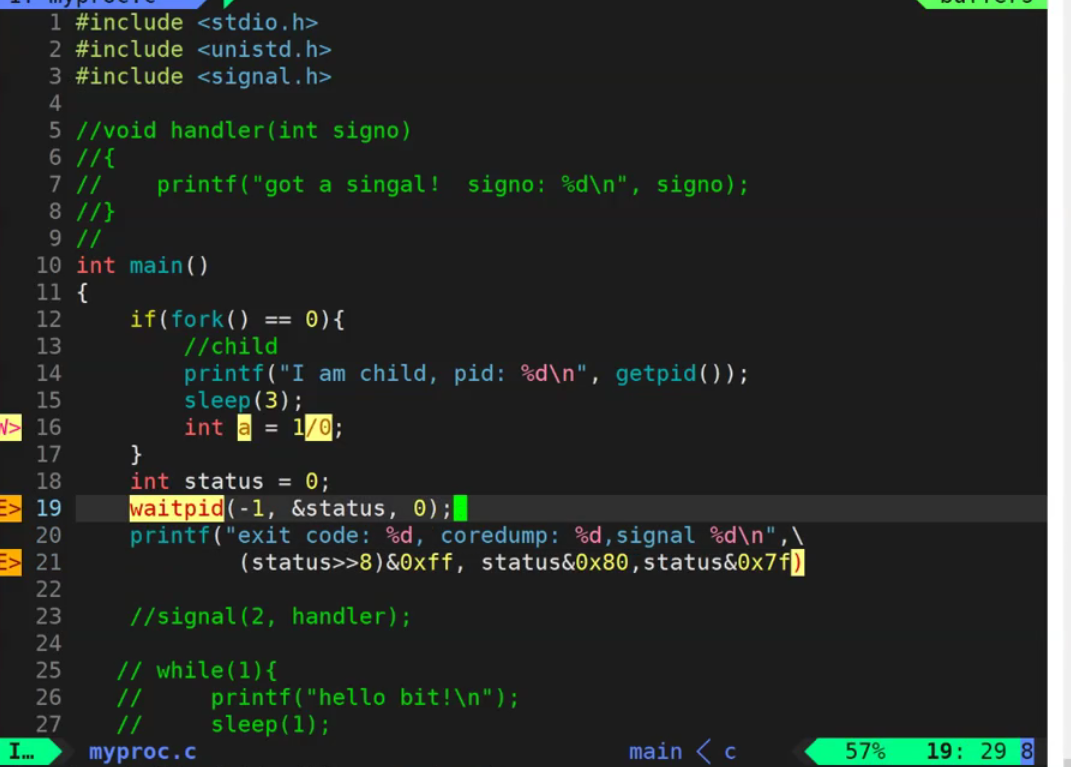 1: myproc.c
buffers
1 #include <stdio.h>
2 #include <unistd.h>
3 #include <signal.h>
4
5 //void handler(int signo)
6 //{
7 //    printf("got a singal!  signo: %d\n", signo);
8 //}
9 //
10 int main()
11 {
12     if(fork() == 0){
13         //child
14         printf("I am child, pid: %d\n", getpid());
15         sleep(3);
W> 16         int a = 1/0;
17     }
18     int status = 0;
E> 19     waitpid(-1, &status, 0);
20     printf("exit code: %d, coredump: %d,signal %d\n",\
E> 21             (status>>8)&0xff, status&0x80,status&0x7f)
22
23     //signal(2, handler);
24
25    // while(1){
26    //     printf("hello bit!\n");
27    //     sleep(1);
I… myproc.c main < c 57% 19: 29 8